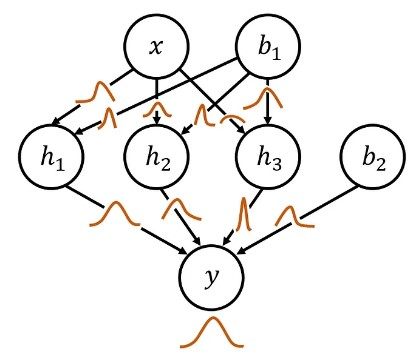 x b₁
h₁ h₂ h₃ b₂
y